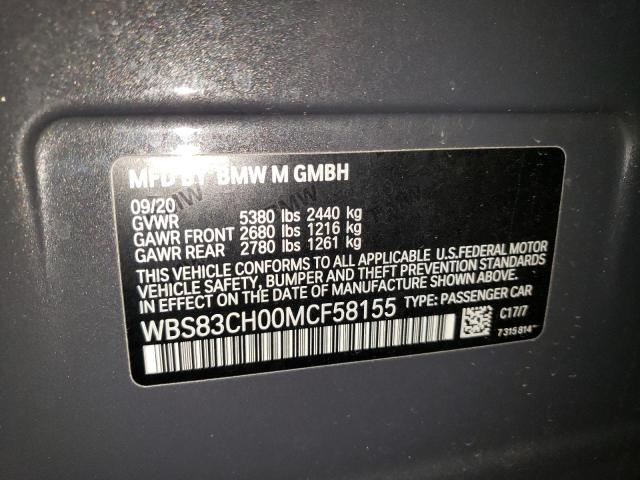 MFD BY BMW M GMBH
09/20
GVWR 5380 lbs 2440 kg
GAWR FRONT 2680 lbs 1216 kg
GAWR REAR 2780 lbs 1261 kg
THIS VEHICLE CONFORMS TO ALL APPLICABLE U.S.FEDERAL MOTOR
VEHICLE SAFETY, BUMPER AND THEFT PREVENTION STANDARDS
IN EFFECT ON THE DATE OF MANUFACTURE SHOWN ABOVE.
WBS83CH00MCF58155 TYPE: PASSENGER CAR
C17/7
7 315 814